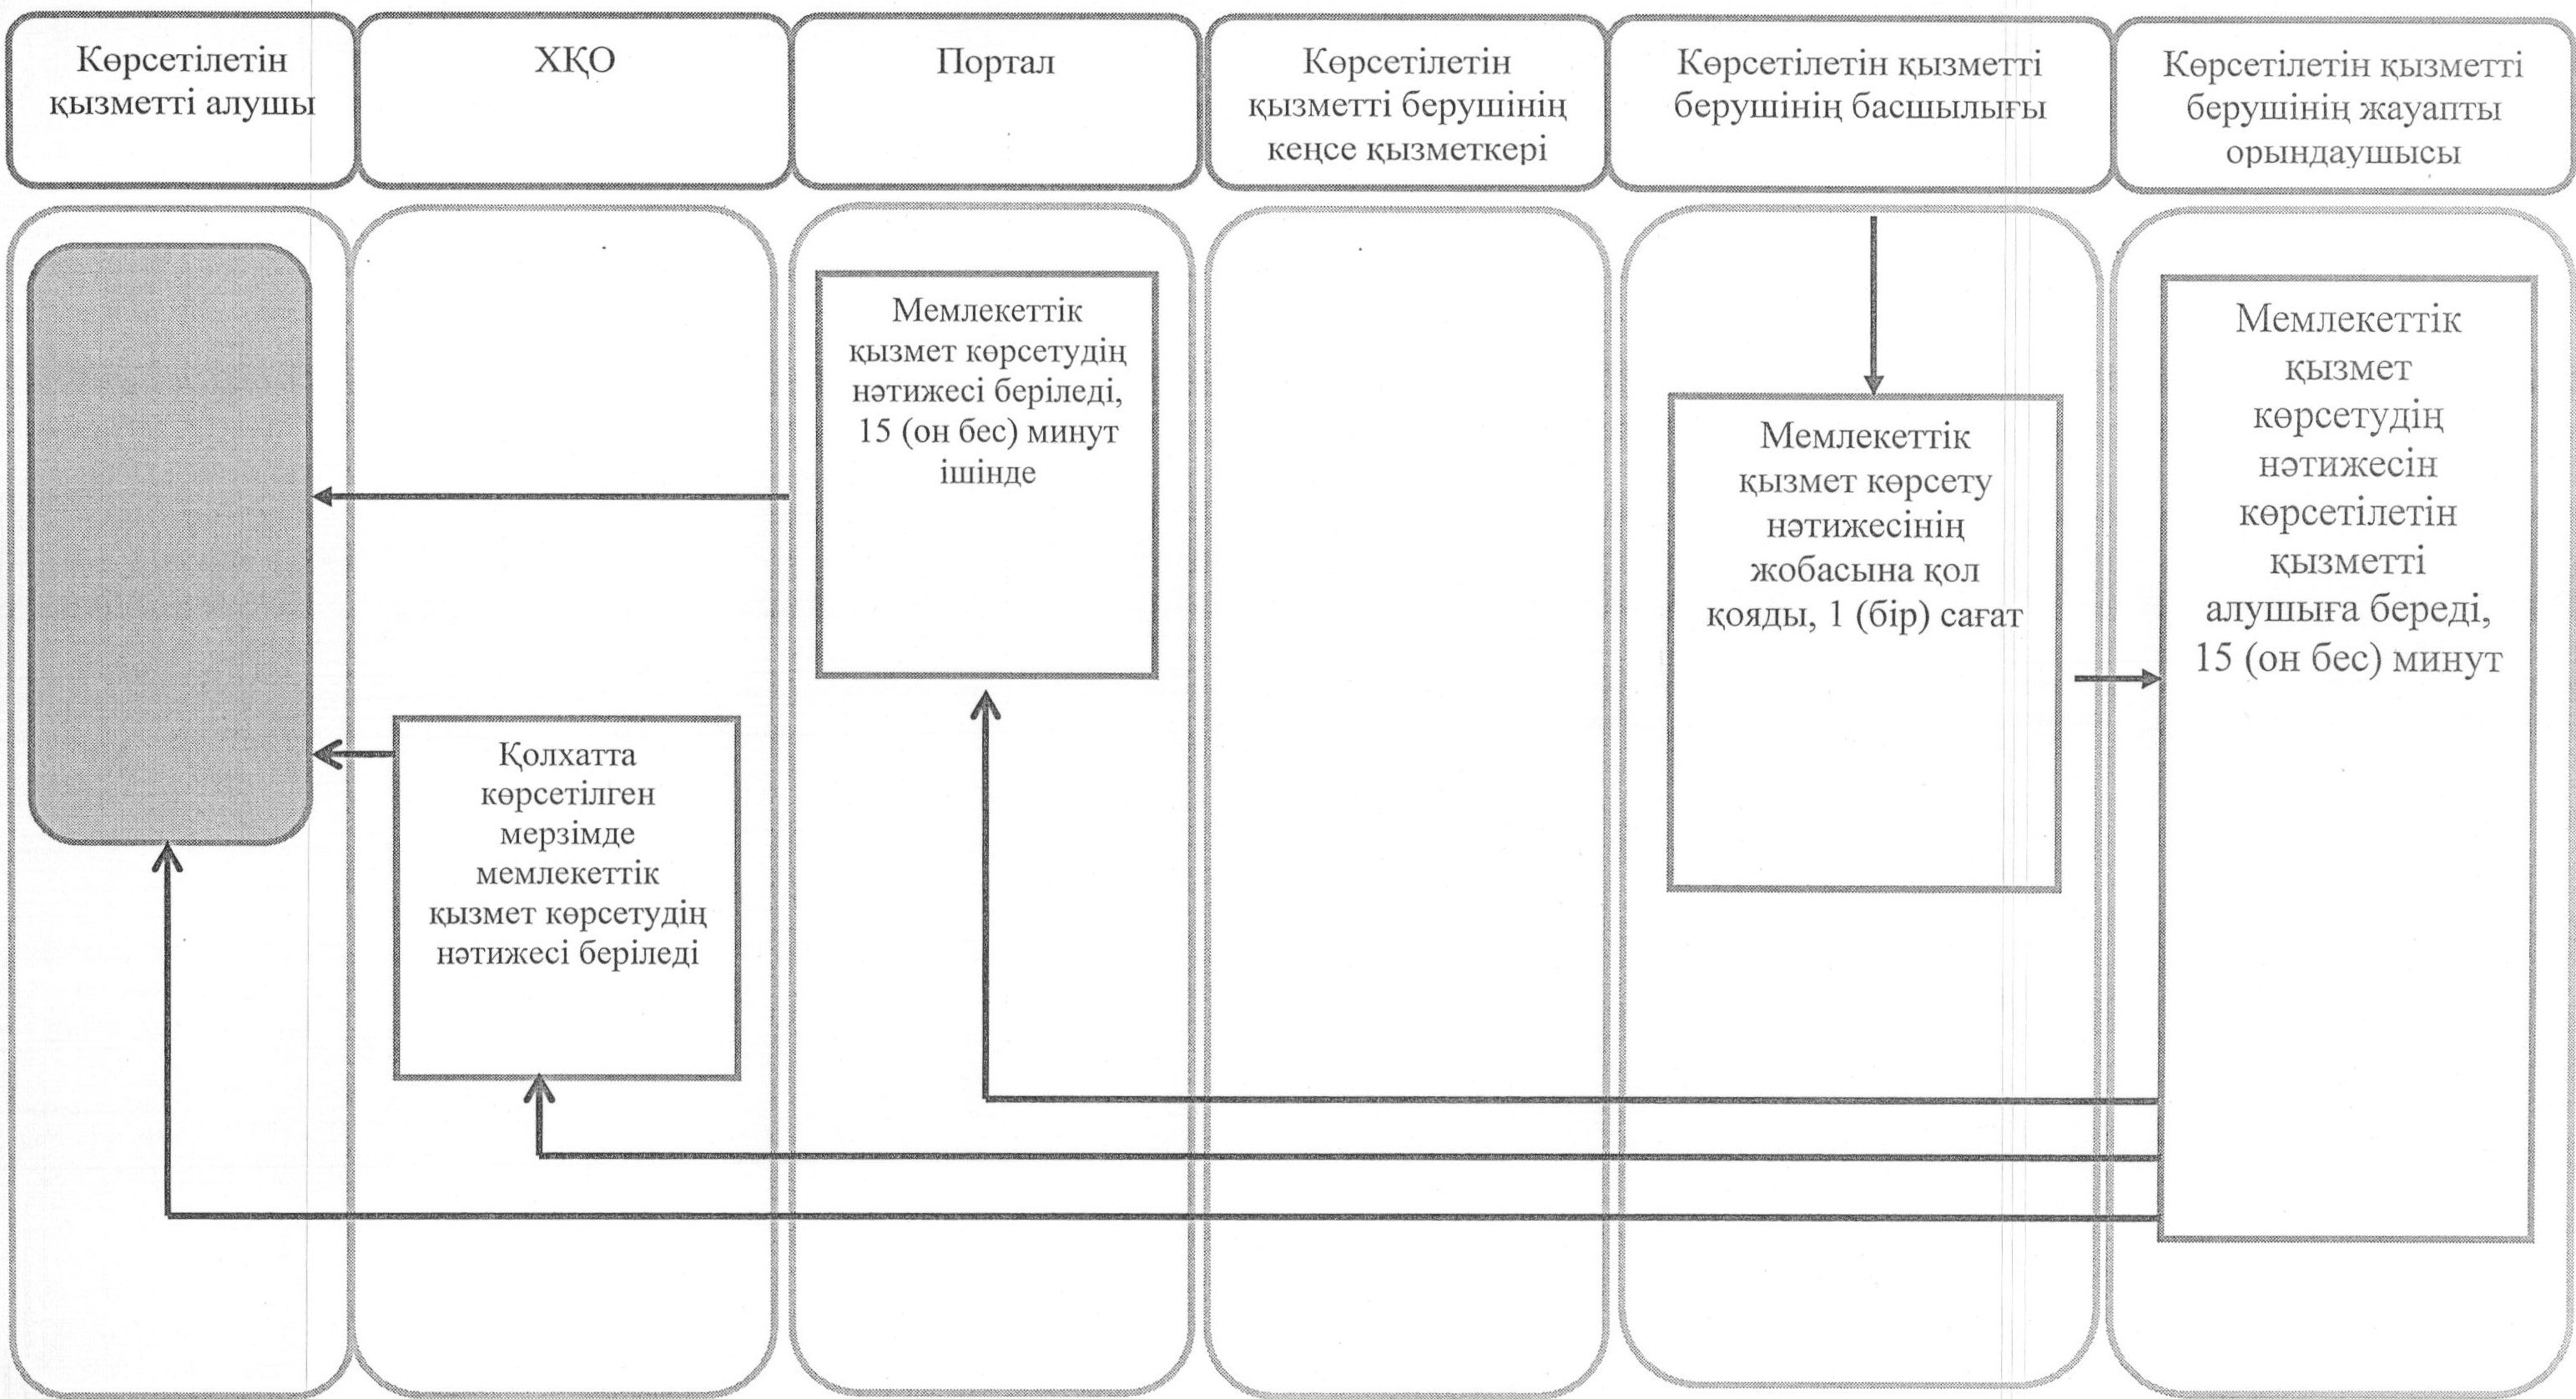 Көрсетілетін
қызметті алушы
ХҚО
Портал
Көрсетілетін
қызметті берушінің
кеңсе қызметкері
Көрсетілетін қызметті
берушінің басшылығы
Көрсетілетін қызметті
берушінің жауапты
орындаушысы
Мемлекеттік
қызмет көрсетудің
нәтижесі беріледі,
15 (он бес) минут
ішінде
Қолхатта
көрсетілген
мерзімде
мемлекеттік
қызмет көрсетудің
нәтижесі беріледі
Мемлекеттік
қызмет көрсету
нәтижесінің
жобасына қол
қояды, 1 (бір) сағат
Мемлекеттік
қызмет
көрсетудің
нәтижесін
көрсетілетін
қызметті
алушыға береді,
15 (он бес) минут